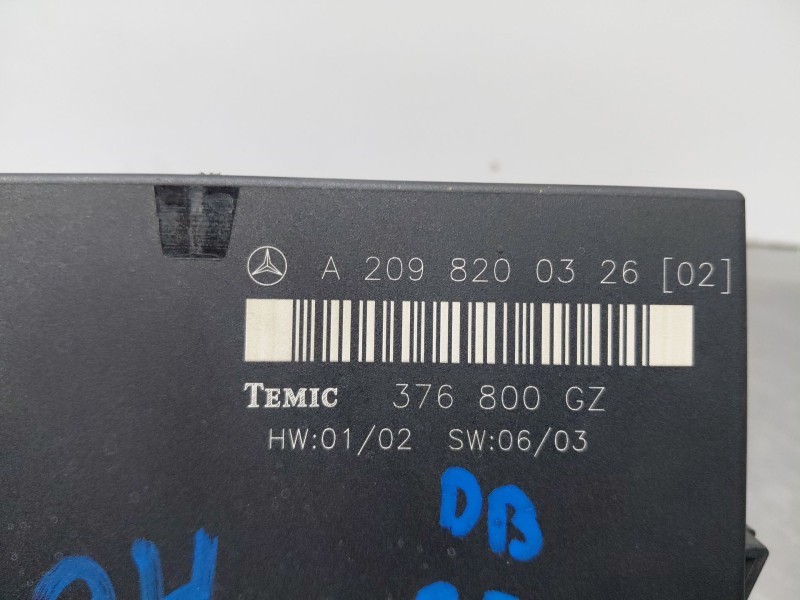 A 209 820 03 26 [02]
TEMIC 376 800 GZ
HW:01/02 SW:06/03
DB